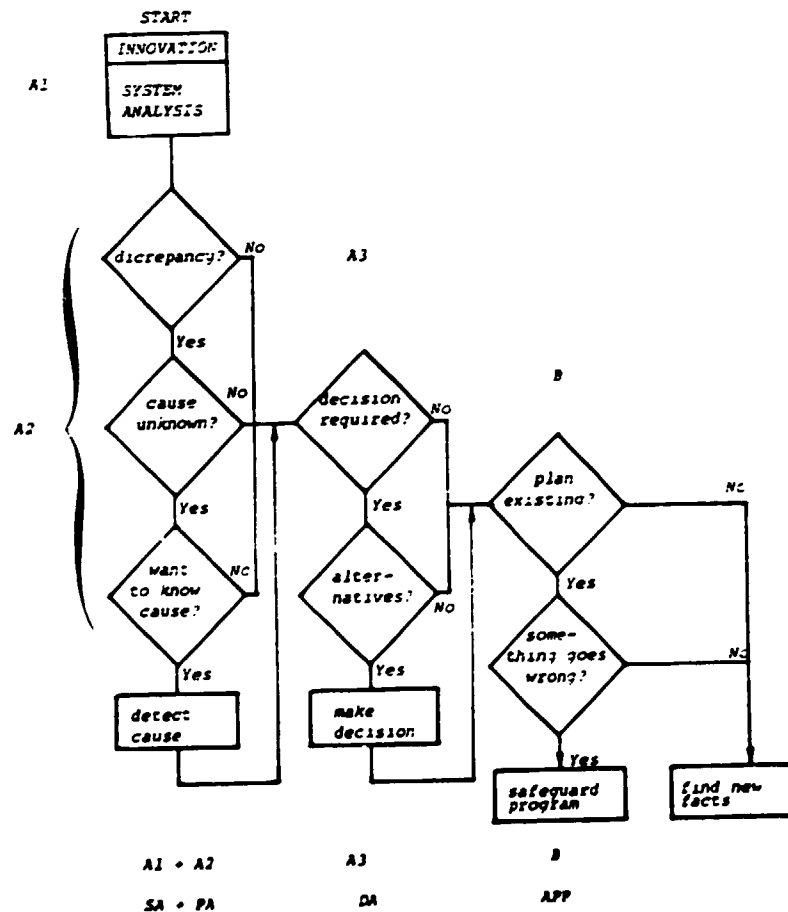 START
INNOVATION
A1
SYSTEM
ANALYSIS
dicrepancy?
No
A3
Yes
B
A2
cause
unknown?
No
decision
required?
No
plan
existing?
No
Yes
Yes
want
to know
cause?
No
alter-
natives?
No
Yes
some-
thing goes
wrong?
No
Yes
Yes
detect
cause
make
decision
Yes
safeguard
program
find new
facts
A1 + A2
A3
B
SA + PA
DA
APP